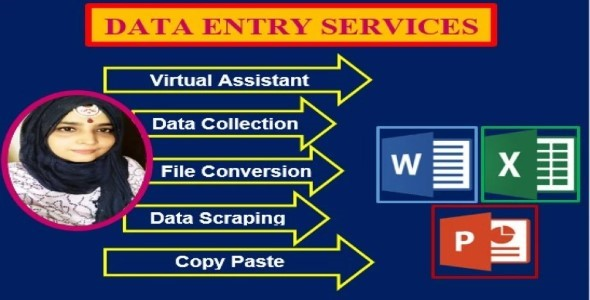 DATA ENTRY SERVICES
Virtual Assistant
Data Collection
File Conversion
Data Scraping
Copy Paste
W
X
P